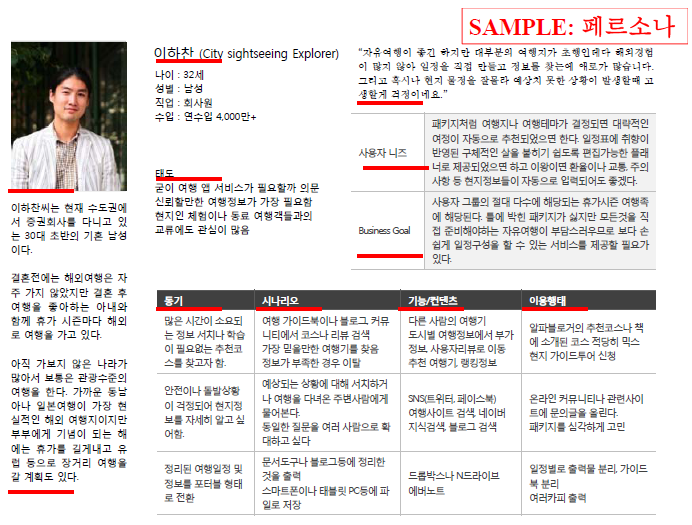 SAMPLE: 페르소나
이하찬 (City sightseeing Explorer)
나이 : 32세
성별 : 남성
직업 : 회사원
수입 : 연수입 4,000만+
태도
굳이 여행 앱 서비스가 필요할까 의문
신뢰할만한 여행정보가 가장 필요함
현지인 체험이나 동료 여행객들과의
교류에도 관심이 많음
"자유여행이 좋긴 하지만 대부분의 여행지가 초행인데다 해외경험
이 많지 않아 일정을 직접 만들고 정보를 찾는데 애로가 많습니다.
그리고 혹시나 현지 물정을 잘몰라 예상치 못한 상황이 발생할때 고
생할게 걱정이네요."
사용자 니즈
패키지처럼 여행지나 여행테마가 결정되면 대략적인
여정이 자동으로 추천되었으면 한다. 일정표에 취향이
반영된 구체적인 살을 붙히기 쉽도록 편집가능한 플래
너로 제공되었으면 하고 이왕이면 환율이나 교통, 주의
사항 등 현지정보들이 자동으로 입력되어도 좋겠다.
Business Goal
사용자 그룹의 절대 다수에 해당되는 휴가시즌 여행족
에 해당된다. 틀에 박힌 패키지가 싫지만 모든것을 직
접 준비해야하는 자유여행이 부담스러우므로 보다 손
쉽게 일정구성을 할 수 있는 서비스를 제공할 필요가
있다.
이하찬씨는 현재 수도권에
서 증권회사를 다니고 있
는 30대 초반의 기혼 남성
이다.
결혼전에는 해외여행은 자
주 가지 않았지만 결혼 후
여행을 좋아하는 아내와
함께 휴가 시즌마다 해외
로 여행을 가고 있다.
아직 가보지 않은 나라가
많아서 보통은 관광수준의
여행을 한다. 가까운 동남
아나 일본여행이 가장 현
실적인 해외 여행지이지만
부부에게 기념이 되는 해
에는 휴가를 길게내고 유
럽 등으로 장거리 여행을
갈 계획도 있다.
동기
시나리오
기능/컨텐츠
이용행태
많은 시간이 소요되
는 정보 서치나 학습
이 필요없는 추천코스
를 찾고자 함.
여행 가이드북이나 블로그, 커뮤
니티에서 코스나 리뷰 검색
가장 믿을만한 여행기를 찾음
정보가 부족한 경우 이탈
다른 사람의 여행기
도시별 여행정보에서 부가
정보, 사용자리뷰로 이동
추천 여행기, 랭킹정보
알파블로거의 추천코스나 책
에 소개된 코스 적당히 믹스
현지 가이드투어 신청
안전이나 돌발상황
이 걱정되어 현지정
보를 자세히 알고 싶
어함.
예상되는 상황에 대해 서치하거
나 여행을 다녀온 주변사람에게
물어본다.
동일한 질문을 여러 사람으로 확
대하고 싶다
SNS(트위터, 페이스북)
여행사이트 검색, 네이버
지식검색, 블로그 검색
온라인 커뮤니티나 관련사이
트에 문의글을 올린다.
패키지를 심각하게 고민
정리된 여행일정 및
정보를 포터블 형태
로 전환
문서도구나 블로그등에 정리한
것을 출력
스마트폰이나 태블릿 PC등에 파
일로 저장
드롭박스나 N드라이브
에버노트
일정별로 출력물 분리, 가이드
북 분리
여러카피 출력